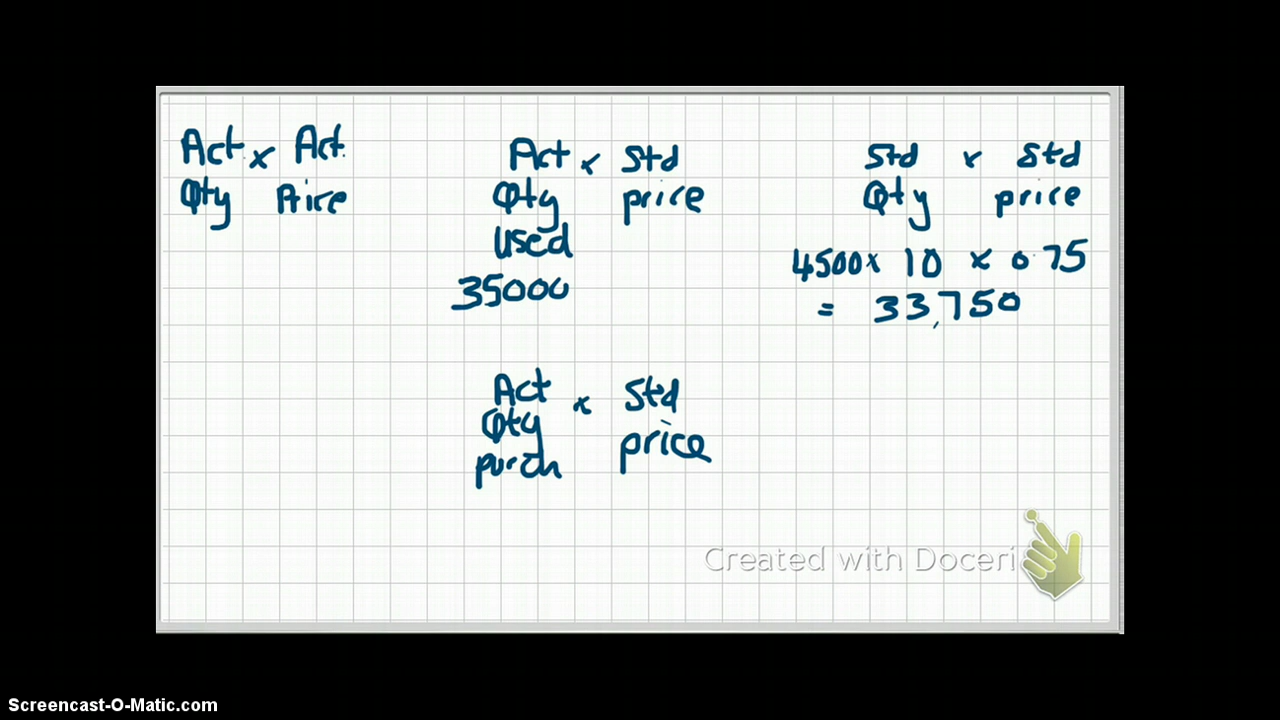 Act x Act.
Qty Price
Act x Std
Qty price
used
35000
Std x Std
Qty price
4500 x 10 x 0.75
= 33,750
Act x Std
Qty price
purch
Created with Doceri
Screencast-O-Matic.com